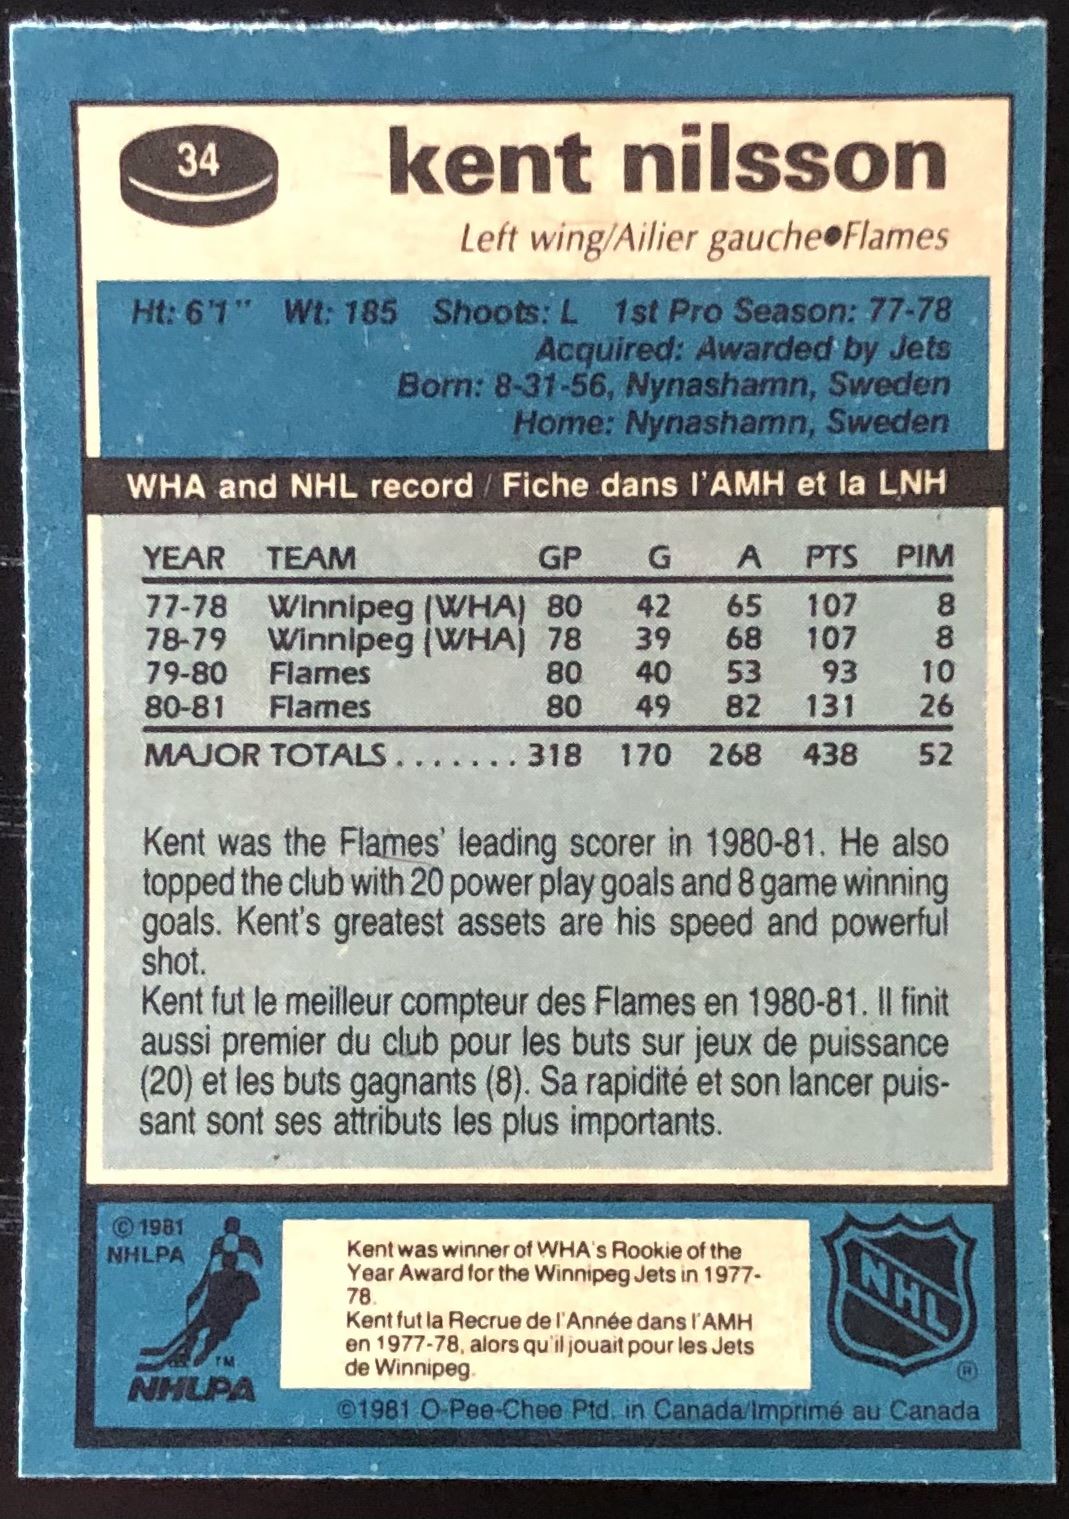 34
kent nilsson
Left wing/Ailier gauche●Flames
Ht: 6'1" Wt: 185 Shoots: L 1st Pro Season: 77-78
Acquired: Awarded by Jets
Born: 8-31-56, Nynashamn, Sweden
Home: Nynashamn, Sweden
WHA and NHL record / Fiche dans l'AMH et la LNH
YEAR TEAM GP G A PTS PIM
77-78 Winnipeg (WHA) 80 42 65 107 8
78-79 Winnipeg (WHA) 78 39 68 107 8
79-80 Flames 80 40 53 93 10
80-81 Flames 80 49 82 131 26
MAJOR TOTALS....... 318 170 268 438 52
Kent was the Flames' leading scorer in 1980-81. He also
topped the club with 20 power play goals and 8 game winning
goals. Kent's greatest assets are his speed and powerful
shot.
Kent fut le meilleur compteur des Flames en 1980-81. Il finit
aussi premier du club pour les buts sur jeux de puissance
(20) et les buts gagnants (8). Sa rapidité et son lancer puis-
sant sont ses attributs les plus importants.
© 1981
NHLPA
TM
NHLPA
Kent was winner of WHA's Rookie of the
Year Award for the Winnipeg Jets in 1977-
78.
Kent fut la Recrue de l'Année dans l'AMH
en 1977-78, alors qu'il jouait pour les Jets
de Winnipeg.
NHL
®
©1981 O-Pee-Chee Ptd. in Canada/Imprimé au Canada